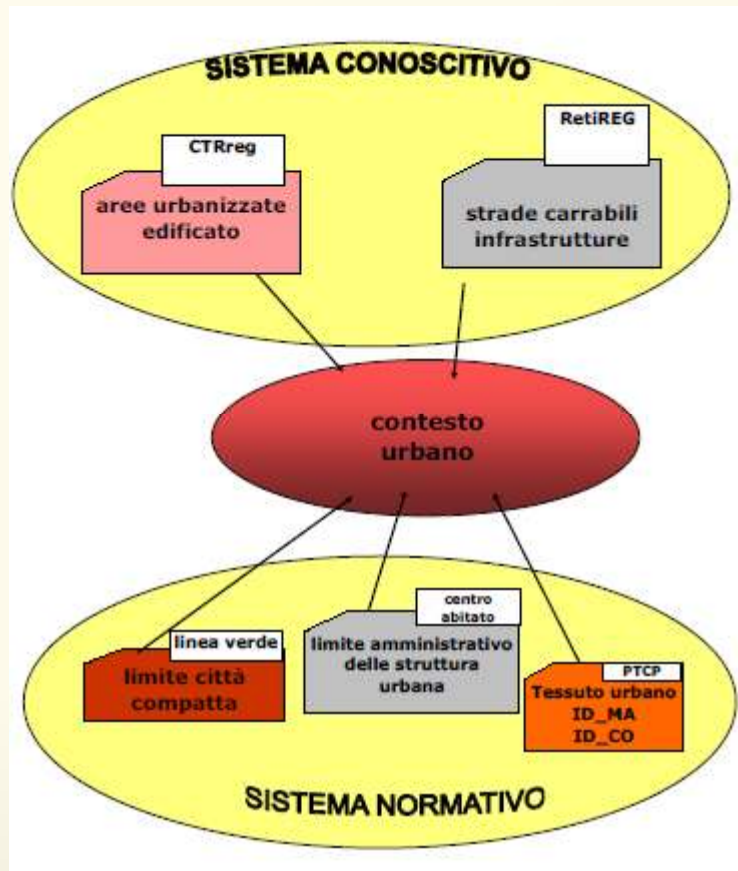 SISTEMA CONOSCITIVO
CTRreg
aree urbanizzate
edificato
RetiREG
strade carrabili
infrastrutture
contesto
urbano
linea verde
limite città
compatta
centro
abitato
limite amministrativo
delle struttura
urbana
PTCP
Tessuto urbano
ID_MA
ID_CO
SISTEMA NORMATIVO